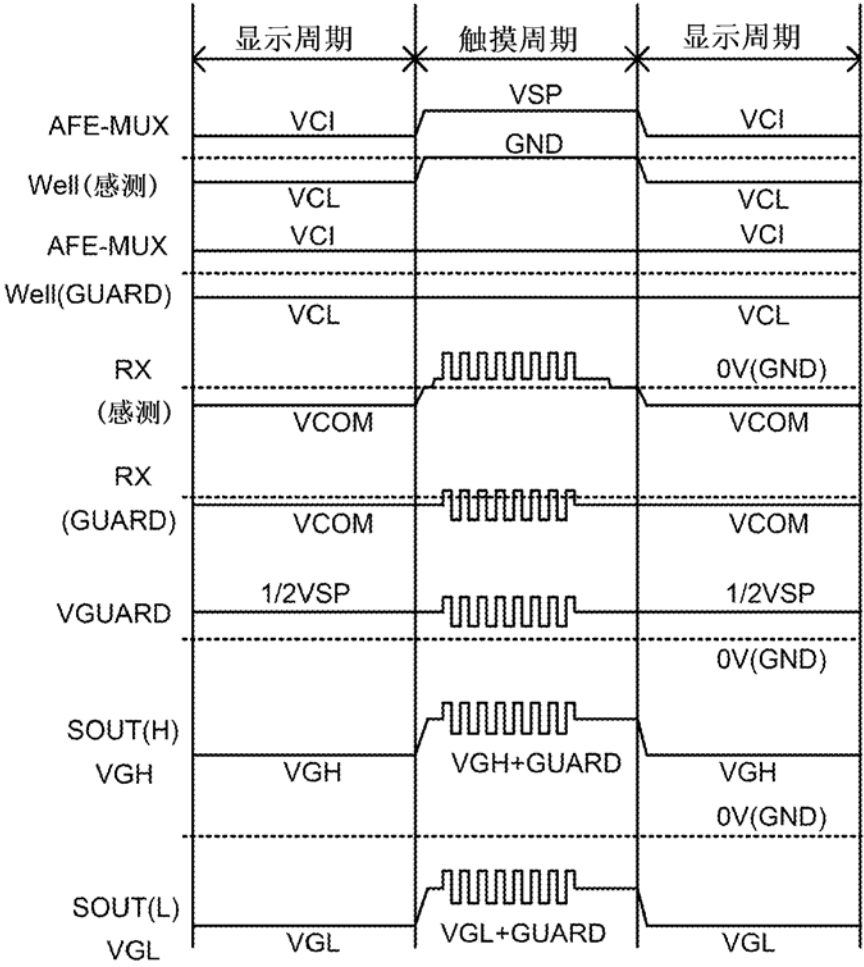 显示周期 触摸周期 显示周期
VSP
AFE-MUX VCI VCI
GND
Well(感测) VCL VCL
AFE-MUX VCI VCI
Well(GUARD) VCL VCL
RX 0V(GND)
(感测) VCOM VCOM
RX
(GUARD) VCOM VCOM
1/2VSP 1/2VSP
VGUARD
0V(GND)
SOUT(H)
VGH VGH VGH+GUARD VGH
0V(GND)
SOUT(L)
VGL VGL VGL+GUARD VGL